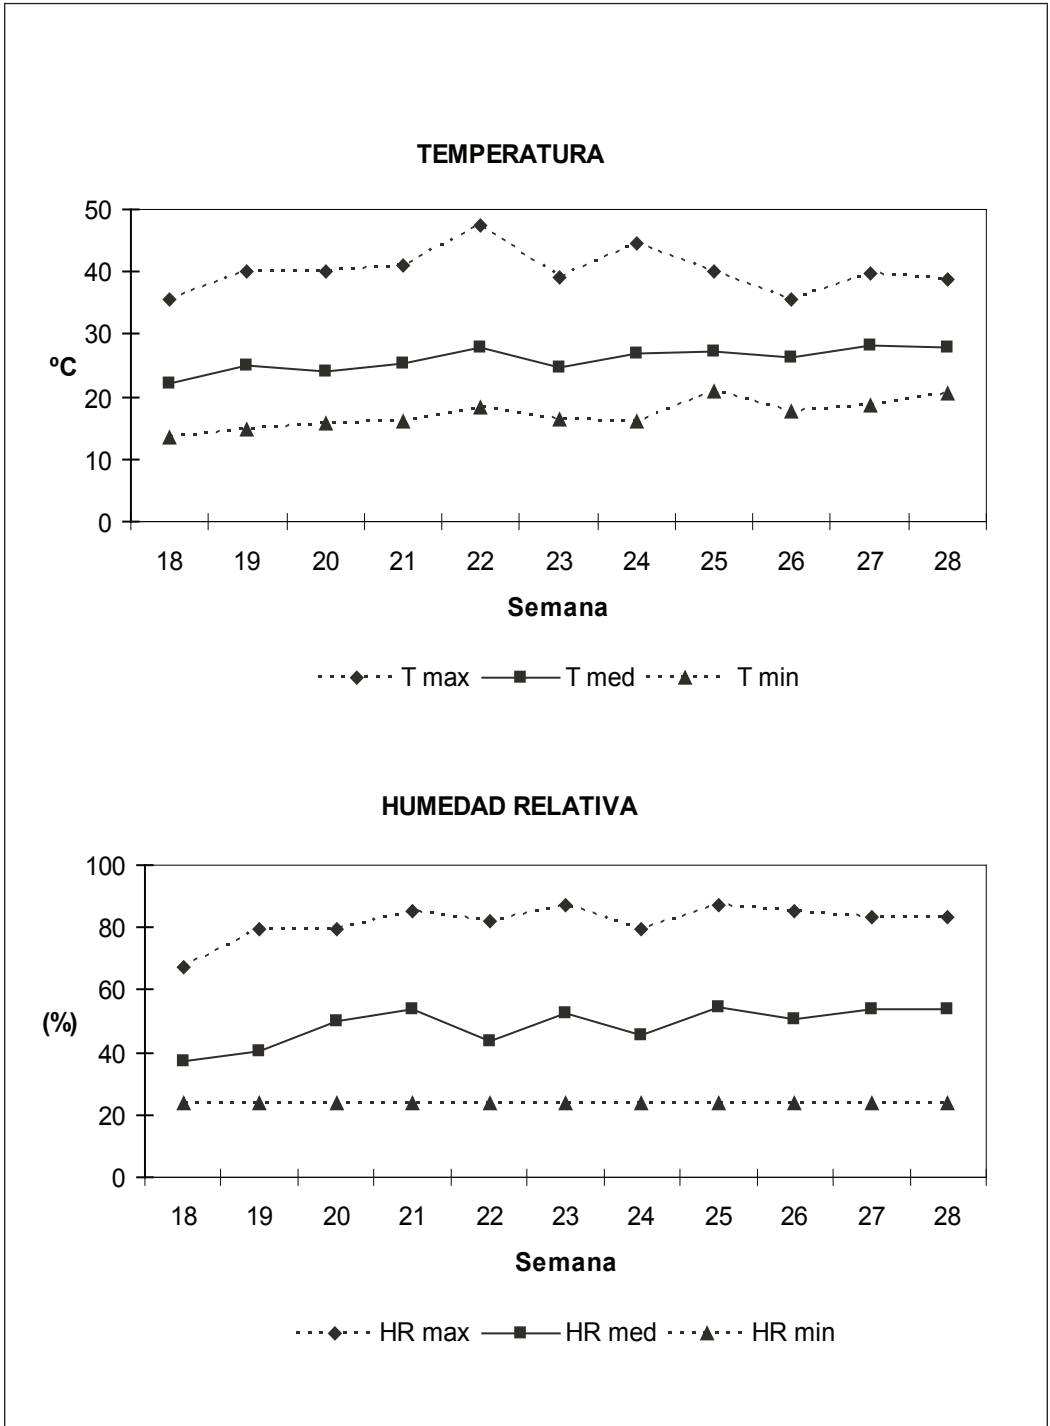 TEMPERATURA
50
40
30
ºC
20
10
0
18 19 20 21 22 23 24 25 26 27 28
Semana
T max T med T min
HUMEDAD RELATIVA
100
80
60
(%)
40
20
0
18 19 20 21 22 23 24 25 26 27 28
Semana
HR max HR med HR min